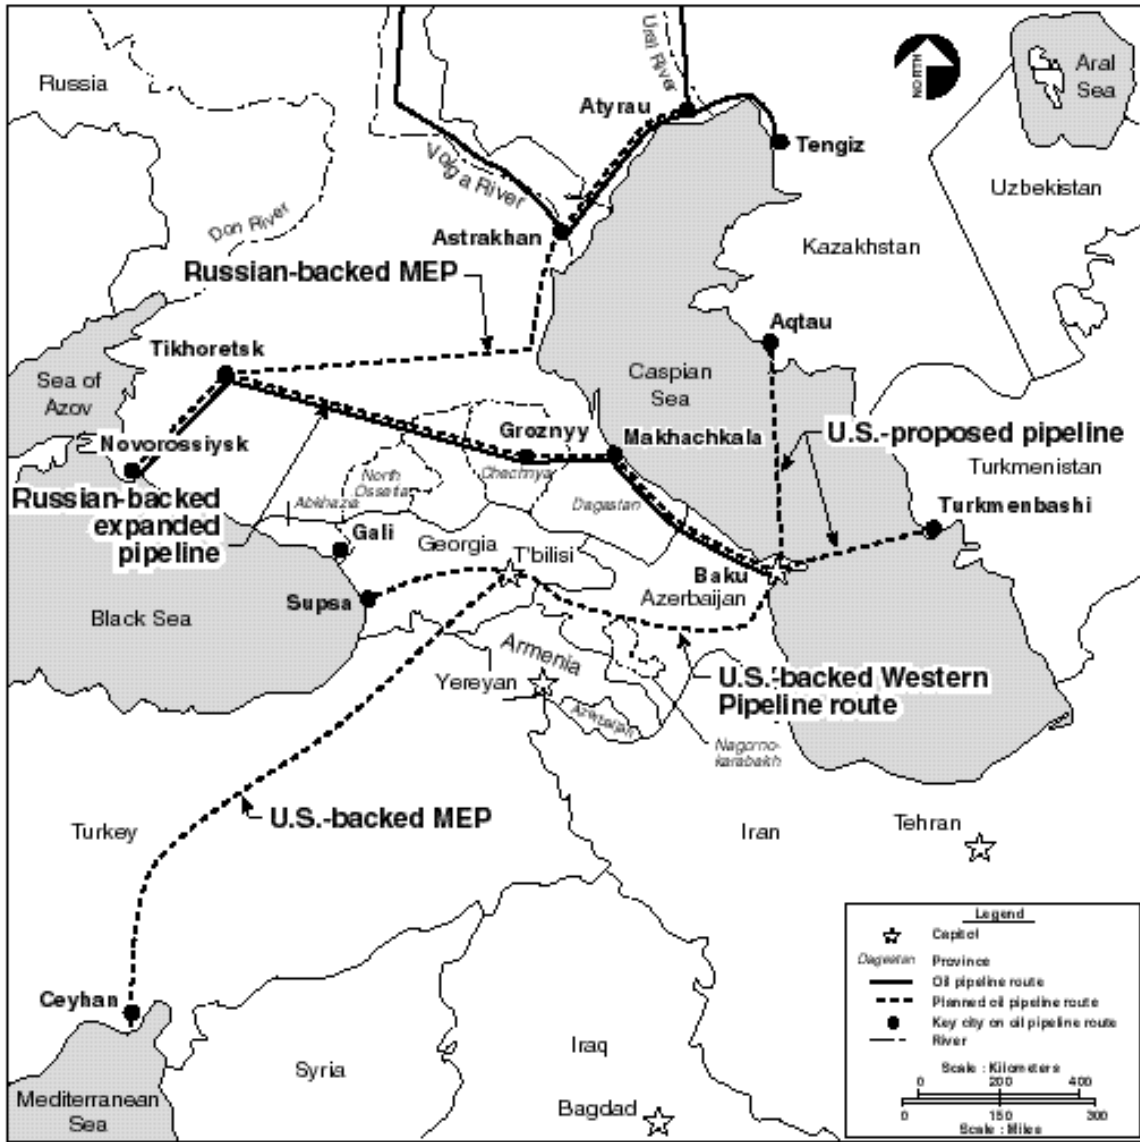 Russia
Ural River
NORTH
Aral
Sea
Atyrau
Tengiz
Volga River
Uzbekistan
Don River
Astrakhan
Kazakhstan
Russian-backed MEP
Aqtau
Tikhoretsk
Caspian
Sea
Sea of
Azov
Novorossiysk
Groznyy
Makhachkala
U.S.-proposed pipeline
Turkmenistan
North
Ossetia
Chechnya
Russian-backed
expanded
pipeline
Abkhazia
Dagastan
Turkmenbashi
Gali
Georgia
T'bilisi
Baku
Azerbaijan
Supsa
Black Sea
Armenia
Yereyan
U.S.-backed Western
Pipeline route
Azerbaijan
Nagorno-
karabakh
U.S.-backed MEP
Turkey
Iran
Tehran
Legend
Capitol
Dagestan Province
Oil pipeline route
Planned oil pipeline route
Key city on oil pipeline route
River
Scale : Kilometers
0 200 400
0 150 300
Scale : Miles
Ceyhan
Iraq
Syria
Mediterranean
Sea
Bagdad